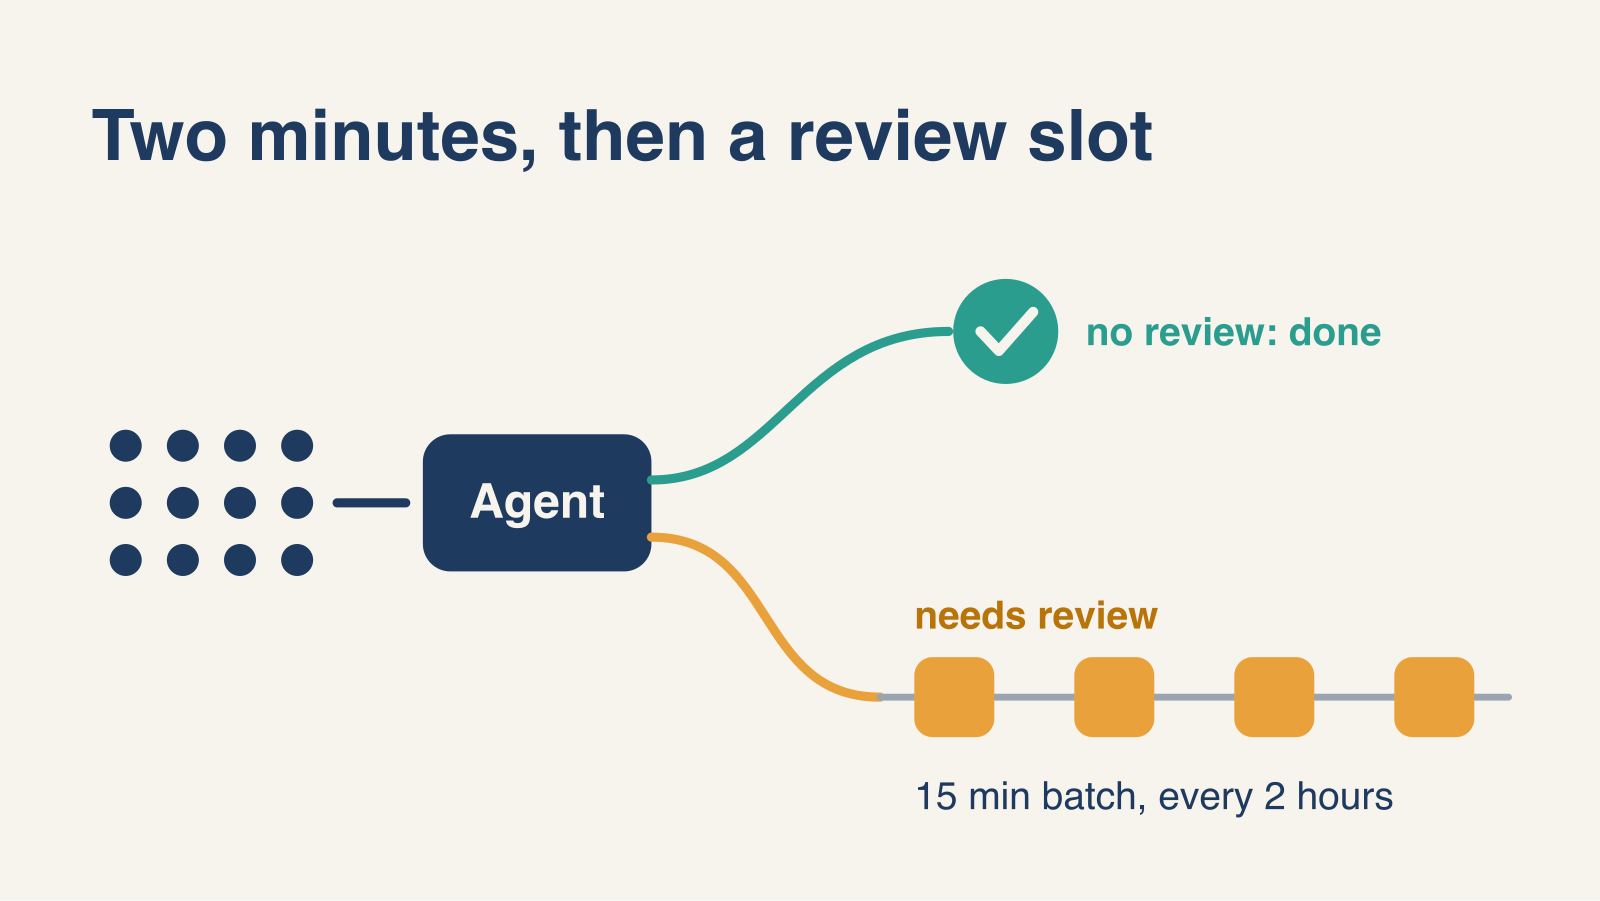 Two minutes, then a review slot
no review: done
Agent
needs review
15 min batch, every 2 hours